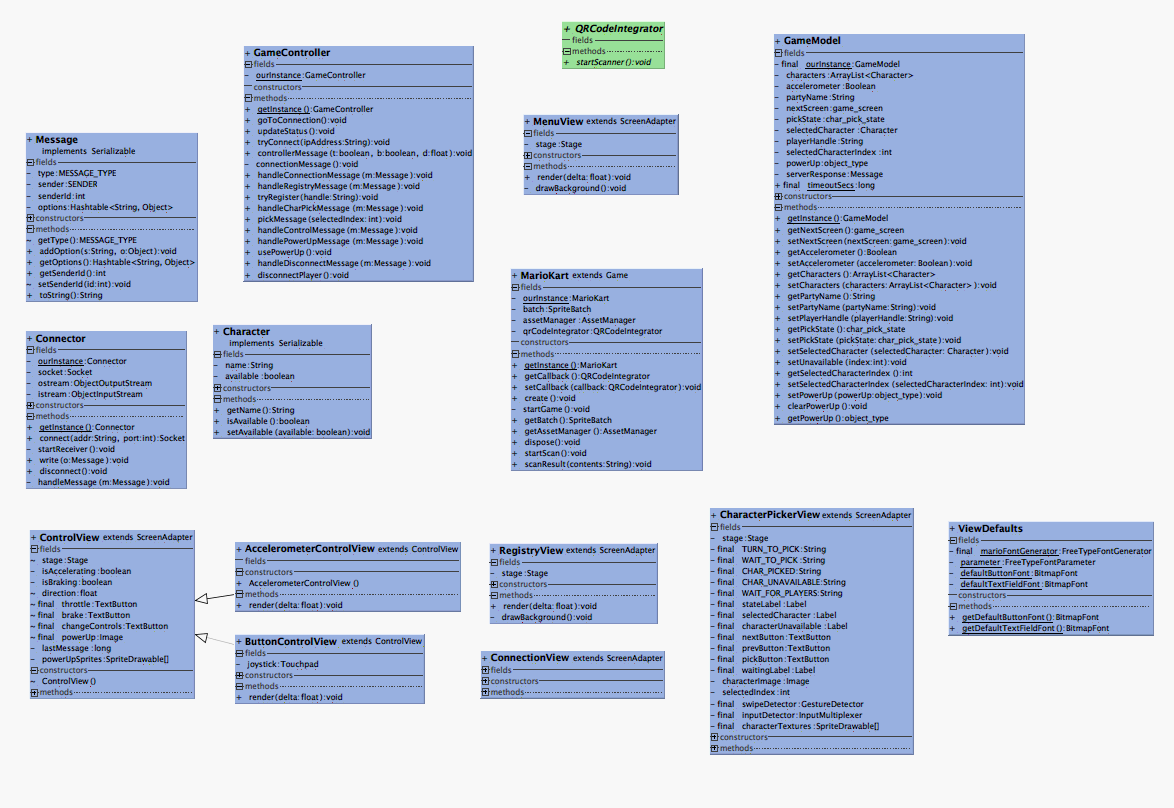 + QRCodeIntegrator
fields
methods
+ startScanner():void
+ GameController
fields
- ourInstance:GameController
constructors
methods
+ getInstance():GameController
+ goToConnection():void
+ updateStatus():void
+ tryConnect(ipAddress:String):void
+ controllerMessage(t:boolean, b:boolean, d:float):void
- connectionMessage():void
+ handleConnectionMessage(m:Message):void
+ handleRegistryMessage(m:Message):void
+ tryRegister(handle:String):void
+ handleCharPickMessage(m:Message):void
+ pickMessage(selectedIndex:int):void
+ handleControlMessage(m:Message):void
+ handlePowerUpMessage(m:Message):void
+ usePowerUp():void
+ handleDisconnectMessage(m:Message):void
+ disconnectPlayer():void
+ GameModel
fields
- final ourInstance:GameModel
- characters:ArrayList<Character>
- accelerometer:Boolean
- partyName:String
- nextScreen:game_screen
- pickState:char_pick_state
- selectedCharacter:Character
- playerHandle:String
- selectedCharacterIndex:int
- powerUp:object_type
- serverResponse:Message
+ final timeoutSecs:long
constructors
methods
+ getInstance():GameModel
+ getNextScreen():game_screen
+ setNextScreen(nextScreen:game_screen):void
+ getAccelerometer():Boolean
+ setAccelerometer(accelerometer:Boolean):void
+ getCharacters():ArrayList<Character>
+ setCharacters(characters:ArrayList<Character>):void
+ getPartyName():String
+ setPartyName(partyName:String):void
+ setPlayerHandle(playerHandle:String):void
+ getPickState():char_pick_state
+ setPickState(pickState:char_pick_state):void
+ setSelectedCharacter(selectedCharacter:Character):void
+ setUnavailable(index:int):void
+ getSelectedCharacterIndex():int
+ setSelectedCharacterIndex(selectedCharacterIndex:int):void
+ setPowerUp(powerUp:object_type):void
+ clearPowerUp():void
+ getPowerUp():object_type
+ MenuView extends ScreenAdapter
fields
- stage:Stage
constructors
methods
+ render(delta:float):void
- drawBackground():void
+ Message
implements Serializable
fields
- type:MESSAGE_TYPE
- sender:SENDER
- senderId:int
- options:Hashtable<String, Object>
constructors
methods
~ getType():MESSAGE_TYPE
+ addOption(s:String, o:Object):void
+ getOptions():Hashtable<String, Object>
+ getSenderId():int
~ setSenderId(id:int):void
+ toString():String
+ MarioKart extends Game
fields
- ourInstance:MarioKart
- batch:SpriteBatch
- assetManager:AssetManager
- qrCodeIntegrator:QRCodeIntegrator
constructors
methods
+ getInstance():MarioKart
+ getCallback():QRCodeIntegrator
+ setCallback(callback:QRCodeIntegrator):void
+ create():void
- startGame():void
+ getBatch():SpriteBatch
+ getAssetManager():AssetManager
+ dispose():void
+ startScan():void
+ scanResult(contents:String):void
+ Connector
fields
- ourInstance:Connector
- socket:Socket
- ostream:ObjectOutputStream
- istream:ObjectInputStream
constructors
methods
+ getInstance():Connector
+ connect(addr:String, port:int):Socket
- startReceiver():void
+ write(o:Message):void
+ disconnect():void
- handleMessage(m:Message):void
+ Character
implements Serializable
fields
- name:String
- available:boolean
constructors
methods
+ getName():String
+ isAvailable():boolean
+ setAvailable(available:boolean):void
+ ControlView extends ScreenAdapter
fields
~ stage:Stage
~ isAccelerating:boolean
~ isBraking:boolean
~ direction:float
~ final throttle:TextButton
~ final brake:TextButton
~ final changeControls:TextButton
~ final powerUp:Image
- lastMessage:long
- powerUpSprites:SpriteDrawable[]
constructors
~ ControlView()
methods
+ AccelerometerControlView extends ControlView
fields
constructors
+ AccelerometerControlView()
methods
+ render(delta:float):void
+ ButtonControlView extends ControlView
fields
- joystick:Touchpad
constructors
methods
+ render(delta:float):void
+ RegistryView extends ScreenAdapter
fields
- stage:Stage
constructors
methods
+ render(delta:float):void
- drawBackground():void
+ ConnectionView extends ScreenAdapter
fields
constructors
methods
+ CharacterPickerView extends ScreenAdapter
fields
- stage:Stage
- final TURN_TO_PICK:String
- final WAIT_TO_PICK:String
- final CHAR_PICKED:String
- final CHAR_UNAVAILABLE:String
- final WAIT_FOR_PLAYERS:String
- final stateLabel:Label
- final selectedCharacter:Label
- final characterUnavailable:Label
- final nextButton:TextButton
- final prevButton:TextButton
- final pickButton:TextButton
- final waitingLabel:Label
- characterImage:Image
- selectedIndex:int
- final swipeDetector:GestureDetector
- final inputDetector:InputMultiplexer
- final characterTextures:SpriteDrawable[]
constructors
methods
+ ViewDefaults
fields
- final marioFontGenerator:FreeTypeFontGenerator
- parameter:FreeTypeFontParameter
- defaultButtonFont:BitmapFont
- defaultTextFieldFont:BitmapFont
constructors
methods
+ getDefaultButtonFont():BitmapFont
+ getDefaultTextFieldFont():BitmapFont